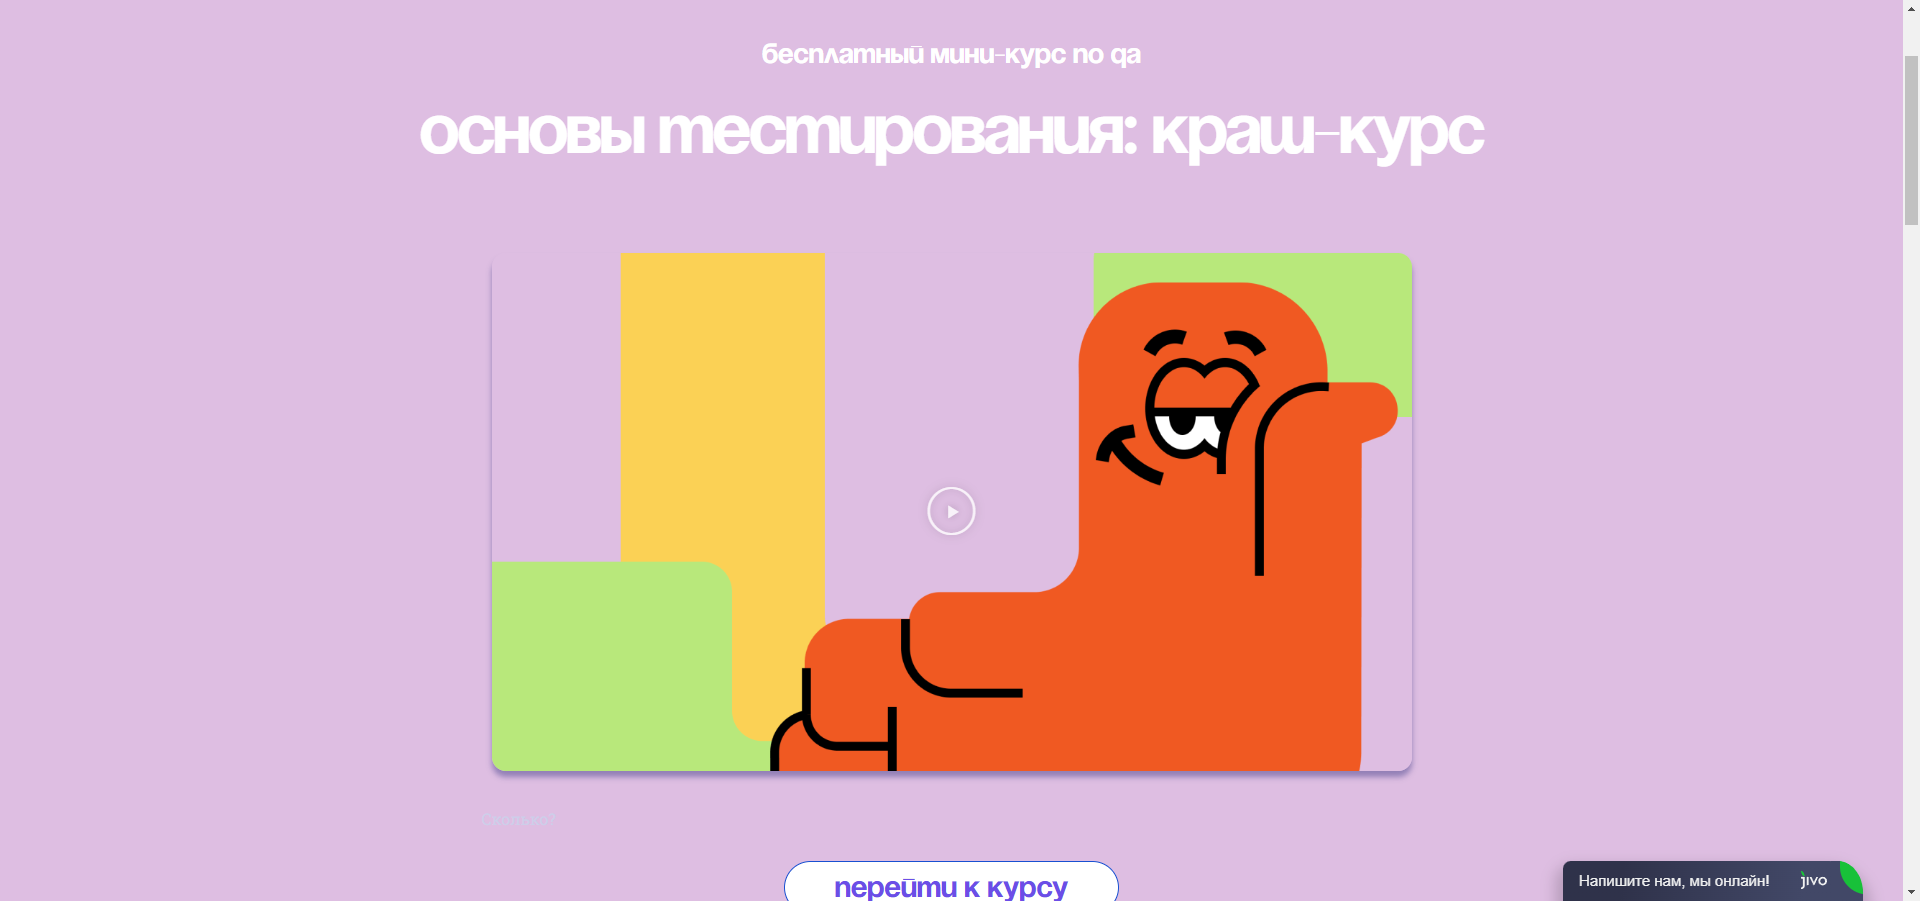 бесплатный мини-курс по qa
основы тестирования: краш-курс
Сколько?
перейти к курсу
Напишите нам, мы онлайн!
jivo